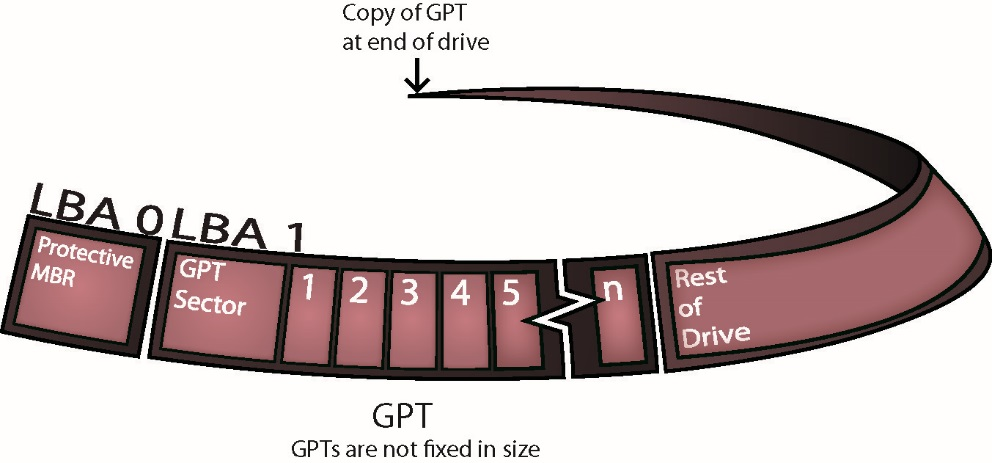 Copy of GPT
at end of drive
LBA 0
LBA 1
Protective
MBR
GPT
Sector
1
2
3
4
5
n
Rest
of
Drive
GPT
GPTs are not fixed in size